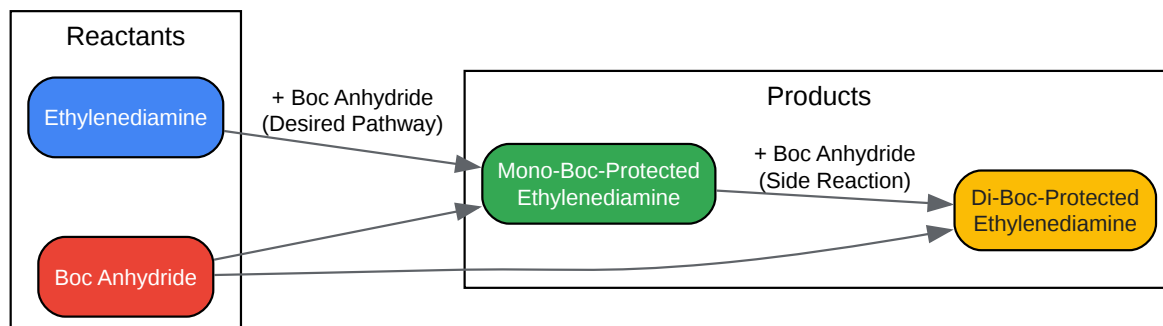 Reactants
Ethylenediamine
Boc Anhydride
+ Boc Anhydride
(Desired Pathway)
Products
Mono-Boc-Protected
Ethylenediamine
+ Boc Anhydride
(Side Reaction)
Di-Boc-Protected
Ethylenediamine